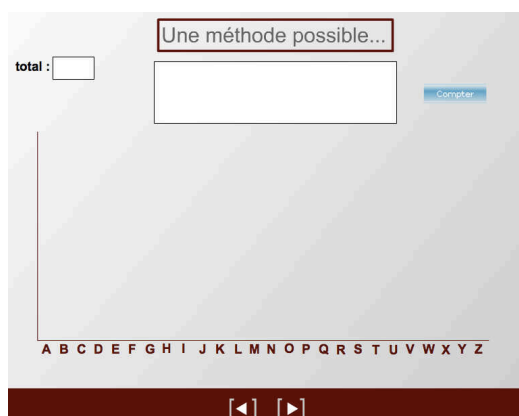 Une méthode possible...
total :
Compter
A B C D E F G H I J K L M N O P Q R S T U V W X Y Z
[◄] [►]